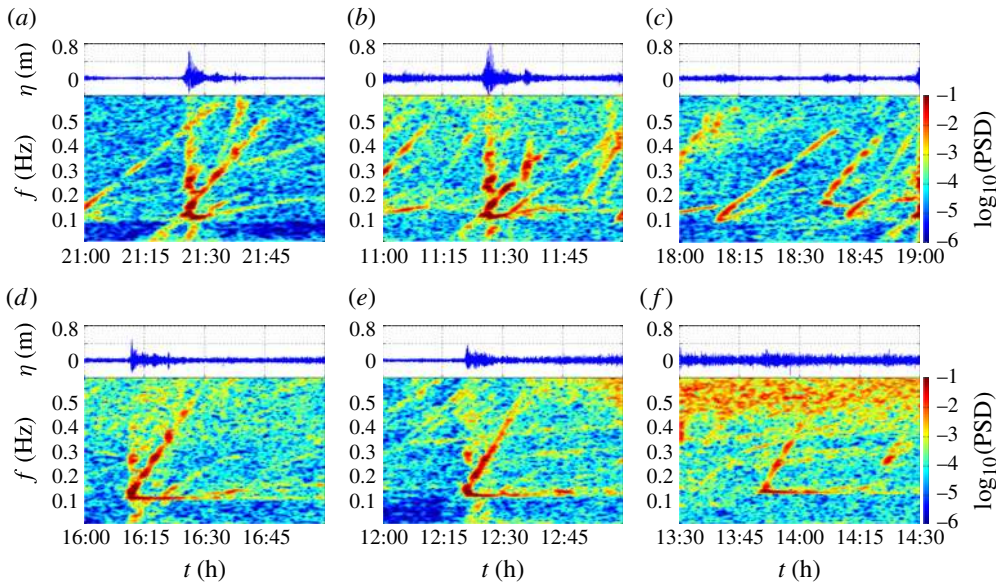 (a) (b) (c)
η (m) 0.8 0 0.8 0 0.8 0
f (Hz) 0.5 0.4 0.3 0.2 0.1 0.5 0.4 0.3 0.2 0.1 0.5 0.4 0.3 0.2 0.1 −1 −2 −3 −4 −5 −6 log10(PSD)
21:00 21:15 21:30 21:45 11:00 11:15 11:30 11:45 18:00 18:15 18:30 18:45 19:00
(d) (e) (f)
η (m) 0.8 0 0.8 0 0.8 0
f (Hz) 0.5 0.4 0.3 0.2 0.1 0.5 0.4 0.3 0.2 0.1 0.5 0.4 0.3 0.2 0.1 −1 −2 −3 −4 −5 −6 log10(PSD)
16:00 16:15 16:30 16:45 12:00 12:15 12:30 12:45 13:30 13:45 14:00 14:15 14:30
t (h) t (h) t (h)